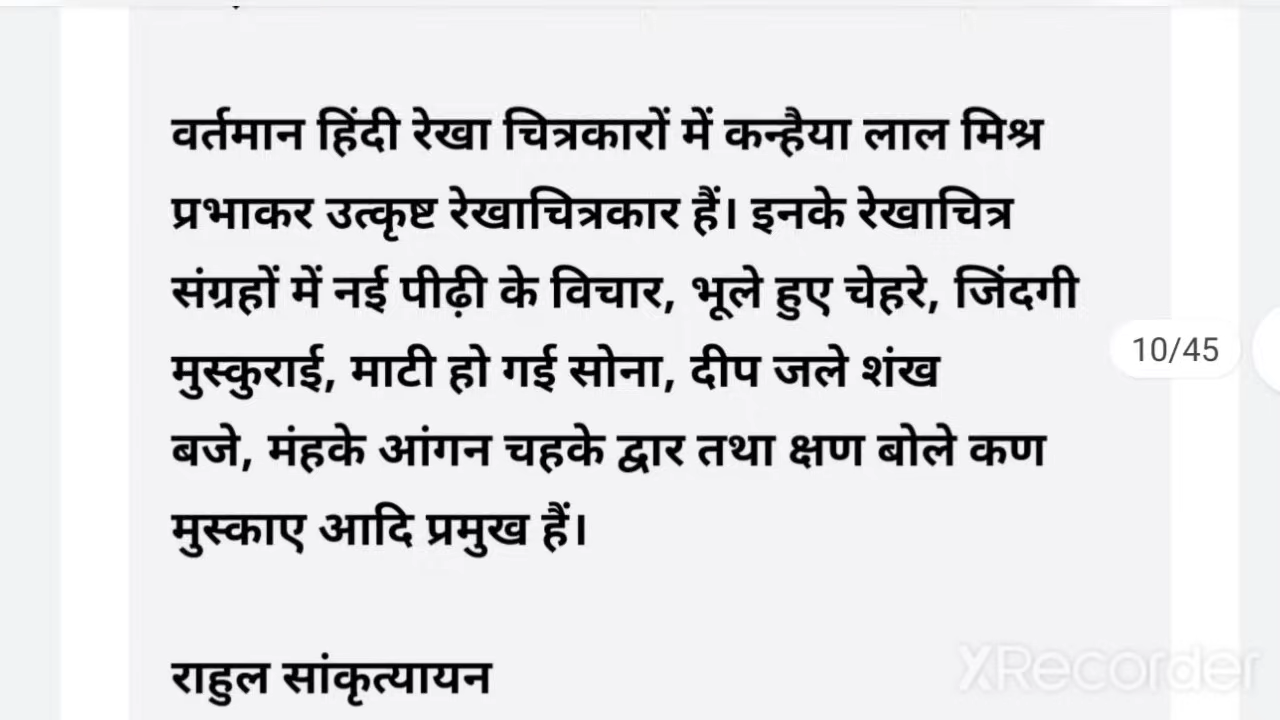 वर्तमान हिंदी रेखा चित्रकारों में कन्हैया लाल मिश्र
प्रभाकर उत्कृष्ट रेखाचित्रकार हैं। इनके रेखाचित्र
संग्रहों में नई पीढ़ी के विचार, भूले हुए चेहरे, जिंदगी
मुस्कुराई, माटी हो गई सोना, दीप जले शंख
बजे, मंहके आंगन चहके द्वार तथा क्षण बोले कण
मुस्काए आदि प्रमुख हैं।
10/45
राहुल सांकृत्यायन
XRecorder